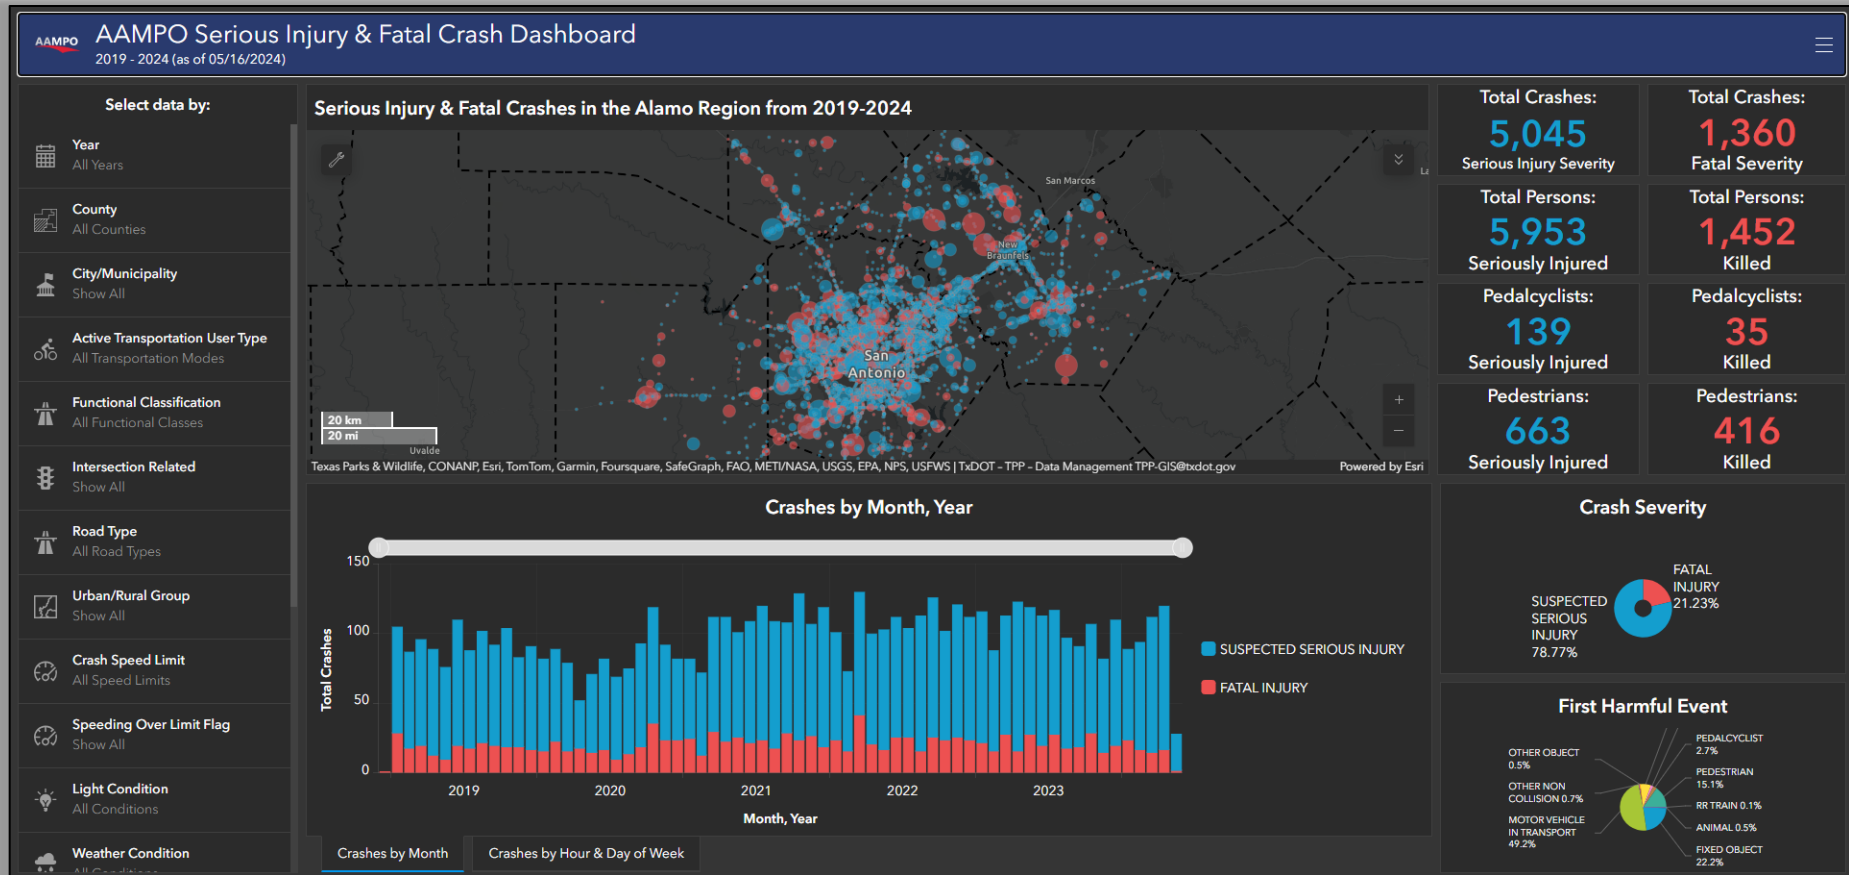 AAMPO
AAMPO Serious Injury & Fatal Crash Dashboard
2019 - 2024 (as of 05/16/2024)
Select data by:
Year
All Years
County
All Counties
City/Municipality
Show All
Active Transportation User Type
All Transportation Modes
Functional Classification
All Functional Classes
Intersection Related
Show All
Road Type
All Road Types
Urban/Rural Group
Show All
Crash Speed Limit
All Speed Limits
Speeding Over Limit Flag
Show All
Light Condition
All Conditions
Weather Condition
All Conditions
Serious Injury & Fatal Crashes in the Alamo Region from 2019-2024
San Marcos
New
Braunfels
San
Antonio
Uvalde
20 km
20 mi
Texas Parks & Wildlife, CONANP, Esri, TomTom, Garmin, Foursquare, SafeGraph, FAO, METI/NASA, USGS, EPA, NPS, USFWS | TxDOT - TPP - Data Management TPP-GIS@txdot.gov
Powered by Esri
Total Crashes:
5,045
Serious Injury Severity
Total Crashes:
1,360
Fatal Severity
Total Persons:
5,953
Seriously Injured
Total Persons:
1,452
Killed
Pedalcyclists:
139
Seriously Injured
Pedalcyclists:
35
Killed
Pedestrians:
663
Seriously Injured
Pedestrians:
416
Killed
Crashes by Month, Year
Total Crashes
150
100
50
0
2019
2020
2021
2022
2023
Month, Year
SUSPECTED SERIOUS INJURY
FATAL INJURY
Crashes by Month
Crashes by Hour & Day of Week
Crash Severity
FATAL
INJURY
21.23%
SUSPECTED
SERIOUS
INJURY
78.77%
First Harmful Event
OTHER OBJECT
0.5%
OTHER NON
COLLISION 0.7%
MOTOR VEHICLE
IN TRANSPORT
49.2%
PEDALCYCLIST
2.7%
PEDESTRIAN
15.1%
RR TRAIN 0.1%
ANIMAL 0.5%
FIXED OBJECT
22.2%